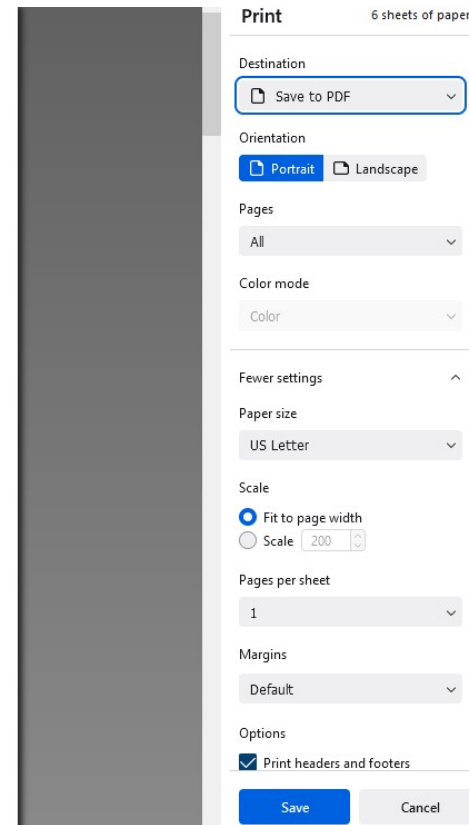 Print 6 sheets of paper
Destination
Save to PDF
Orientation
Portrait Landscape
Pages
All
Color mode
Color
Fewer settings
Paper size
US Letter
Scale
Fit to page width
Scale 200
Pages per sheet
1
Margins
Default
Options
Print headers and footers
Save Cancel